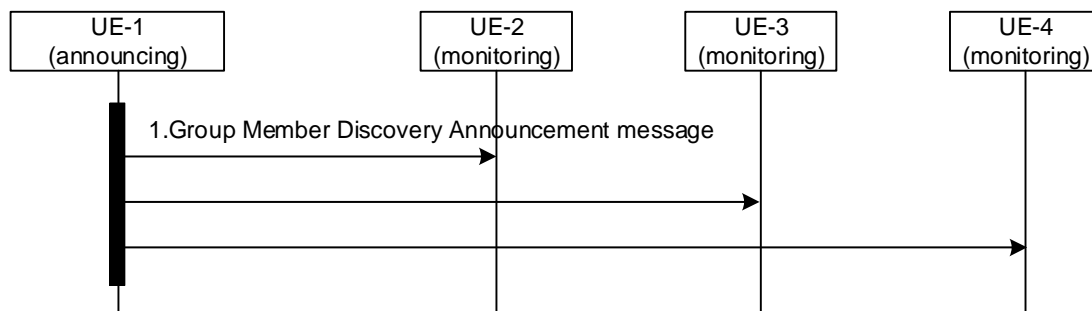 UE-1
(announcing)
UE-2
(monitoring)
UE-3
(monitoring)
UE-4
(monitoring)
1.Group Member Discovery Announcement message